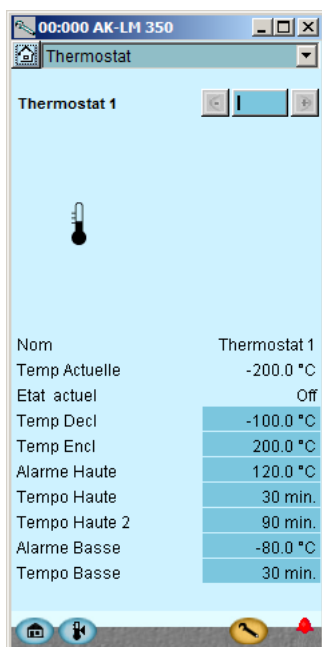 00:000 AK-LM 350
Thermostat
Thermostat 1
Nom Thermostat 1
Temp Actuelle -200.0 °C
Etat actuel Off
Temp Decl -100.0 °C
Temp Encl 200.0 °C
Alarme Haute 120.0 °C
Tempo Haute 30 min.
Tempo Haute 2 90 min.
Alarme Basse -80.0 °C
Tempo Basse 30 min.